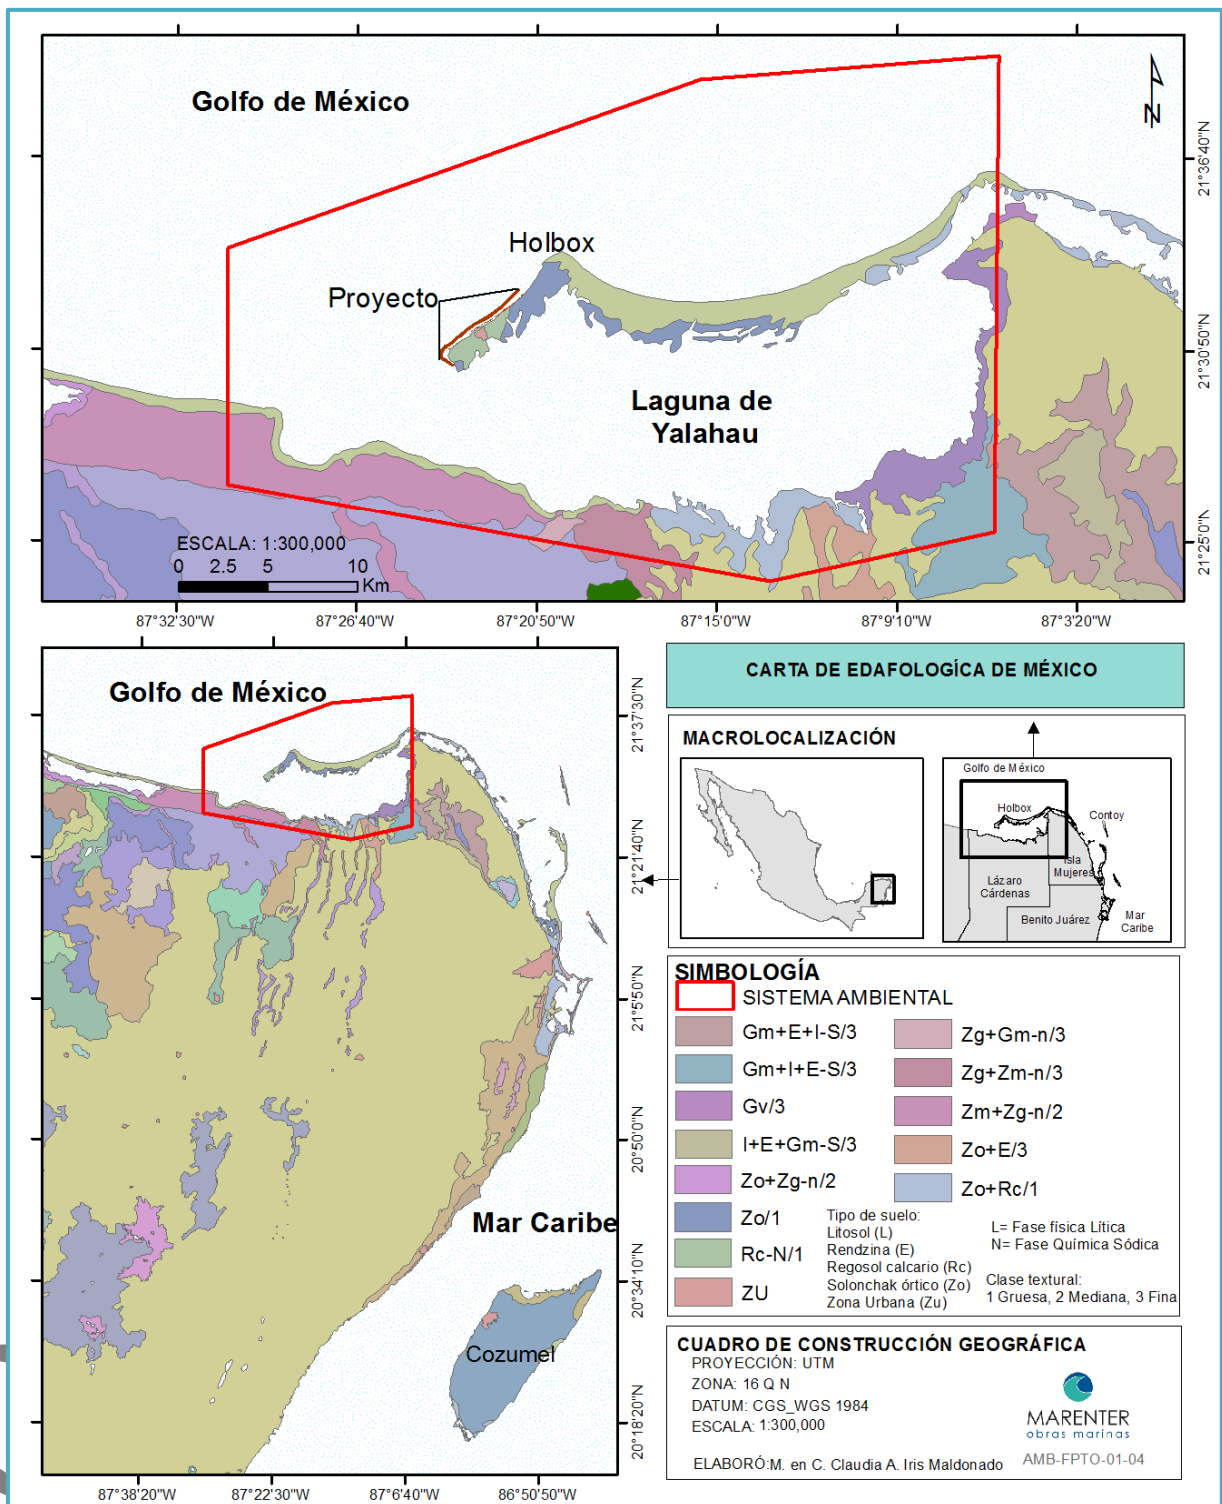 Golfo de México
Holbox
Proyecto
Laguna de
Yalahau
N
ESCALA: 1:300,000
0 2.5 5 10
Km
21°36'40"N
21°30'50"N
21°25'0"N
87°32'30"W 87°26'40"W 87°20'50"W 87°15'0"W 87°9'10"W 87°3'20"W
Golfo de México
Mar Caribe
Cozumel
21°37'30"N
21°21'40"N
21°5'50"N
20°50'0"N
20°34'10"N
20°18'20"N
87°38'20"W 87°22'30"W 87°6'40"W 86°50'50"W
CARTA DE EDAFOLOGÍCA DE MÉXICO
MACROLOCALIZACIÓN
Golfo de México
Holbox
Contoy
Isla
Mujeres
Lázaro
Cárdenas
Benito Juárez
Mar
Caribe
SIMBOLOGÍA
SISTEMA AMBIENTAL
Gm+E+I-S/3
Gm+I+E-S/3
Gv/3
I+E+Gm-S/3
Zo+Zg-n/2
Zo/1
Rc-N/1
ZU
Zg+Gm-n/3
Zg+Zm-n/3
Zm+Zg-n/2
Zo+E/3
Zo+Rc/1
Tipo de suelo:
Litosol (L)
Rendzina (E)
Regosol calcario (Rc)
Solonchak órtico (Zo)
Zona Urbana (Zu)
L= Fase física Lítica
N= Fase Química Sódica
Clase textural:
1 Gruesa, 2 Mediana, 3 Fina
CUADRO DE CONSTRUCCIÓN GEOGRÁFICA
PROYECCIÓN: UTM
ZONA: 16 Q N
DATUM: CGS_WGS 1984
ESCALA: 1:300,000
ELABORÓ:M. en C. Claudia A. Iris Maldonado
MARENTER
obras marinas
AMB-FPTO-01-04